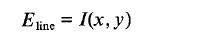 E_line = I(x, y)